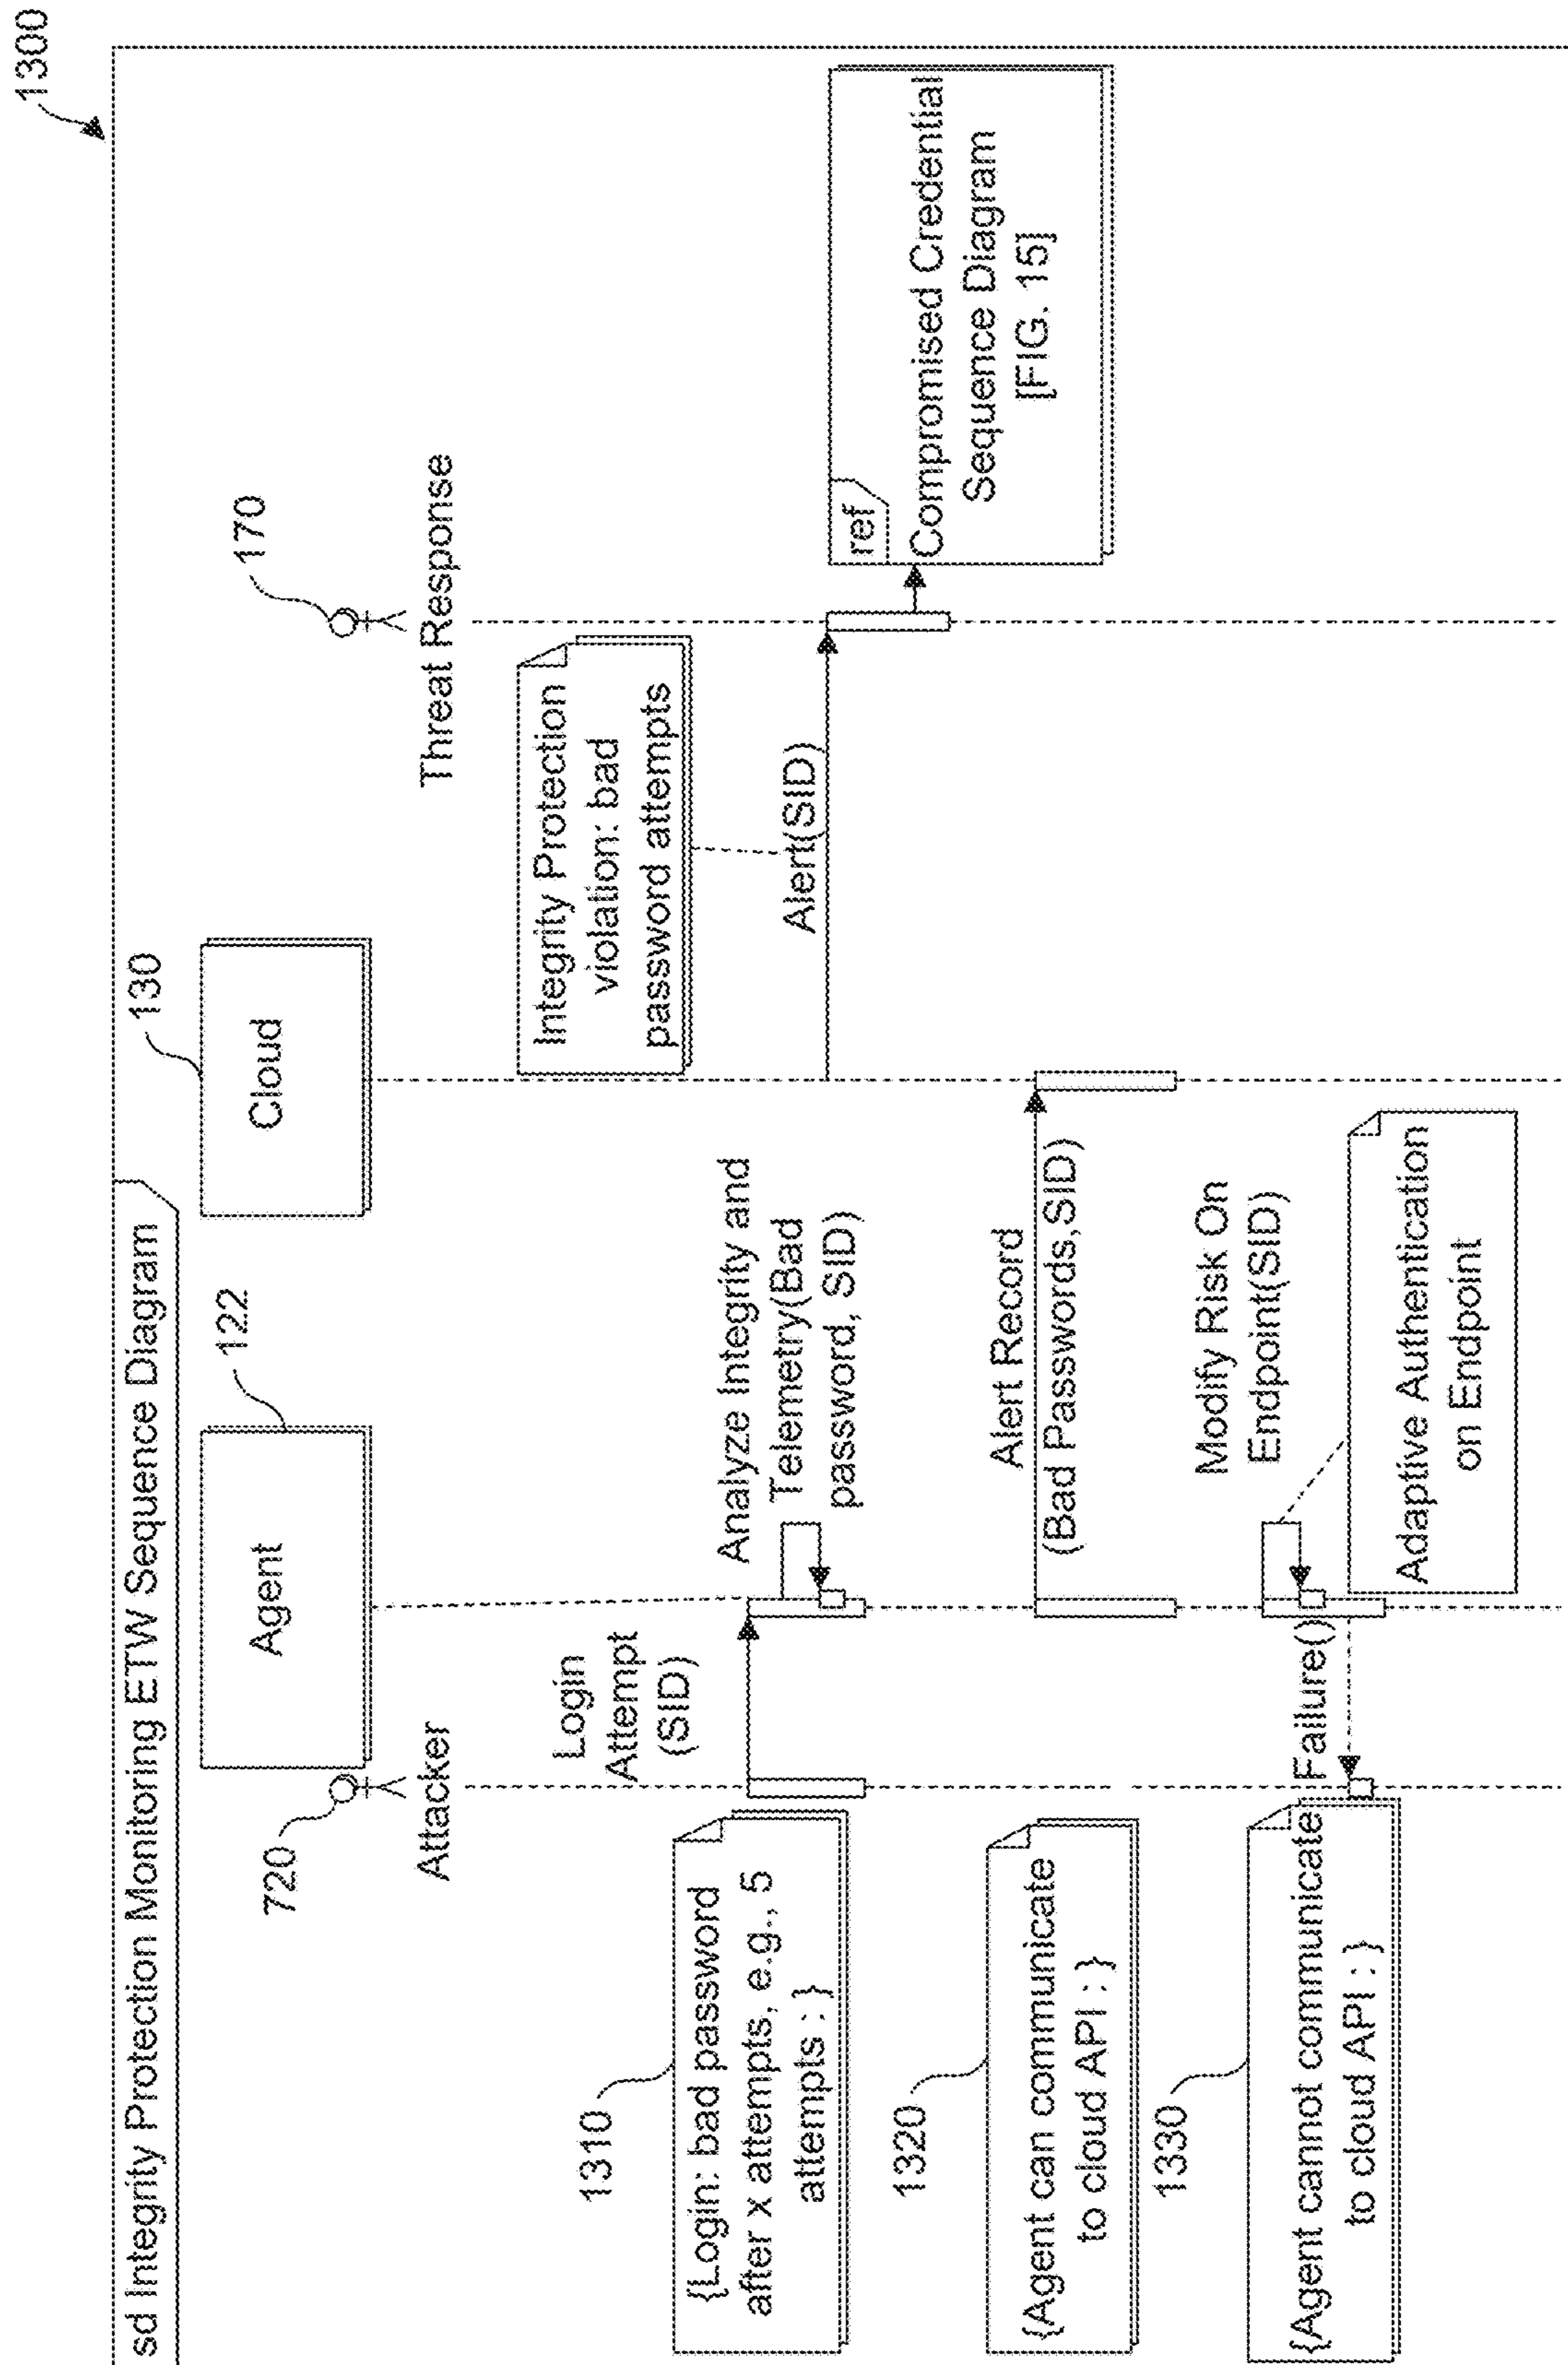 1300
sd Integrity Protection Monitoring ETW Sequence Diagram
720
Attacker
122
Agent
130
Cloud
170
Threat Response
Integrity Protection
violation: bad
password attempts
1310
{Login: bad password
after x attempts, e.g., 5
attempts : }
Login
Attempt
(SID)
Analyze Integrity and
Telemetry(Bad
password, SID)
Alert(SID)
ref
Compromised Credential
Sequence Diagram
[FIG. 15]
1320
{Agent can communicate
to cloud API : }
Alert Record
(Bad Passwords,SID)
1330
{Agent cannot communicate
to cloud API : }
Failure()
Modify Risk On
Endpoint(SID)
Adaptive Authentication
on Endpoint